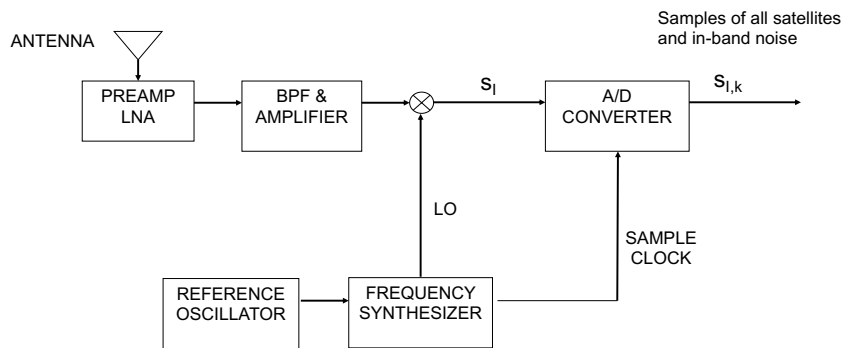 Samples of all satellites
and in-band noise
ANTENNA
PREAMP
LNA
BPF &
AMPLIFIER
S_I
A/D
CONVERTER
S_I,k
LO
SAMPLE
CLOCK
REFERENCE
OSCILLATOR
FREQUENCY
SYNTHESIZER